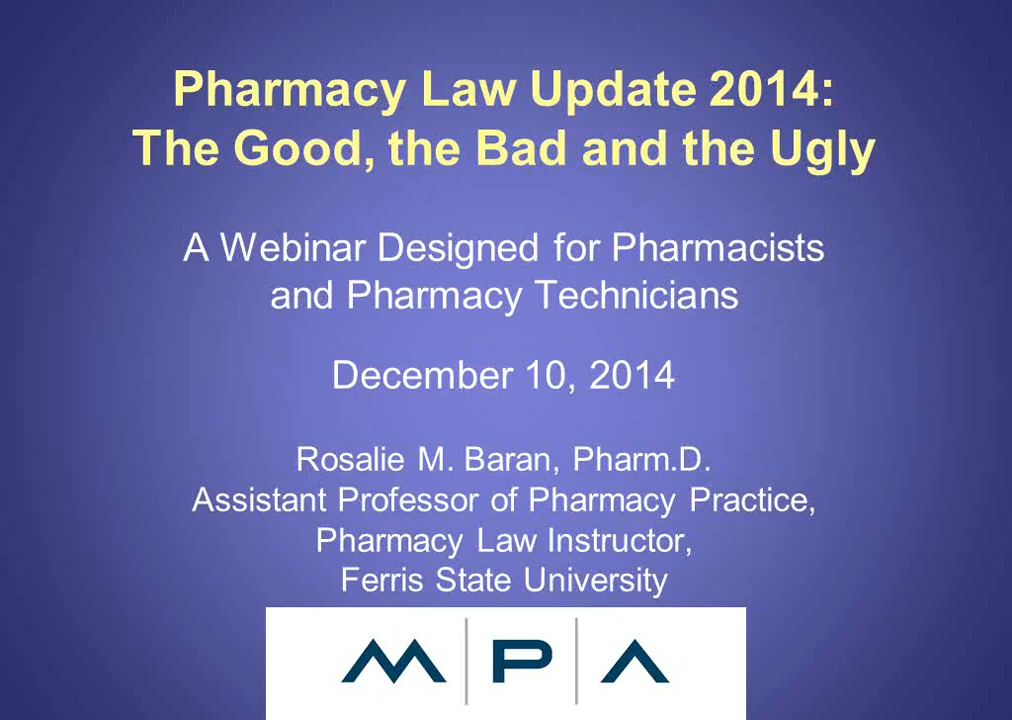 Pharmacy Law Update 2014:
The Good, the Bad and the Ugly
A Webinar Designed for Pharmacists
and Pharmacy Technicians
December 10, 2014
Rosalie M. Baran, Pharm.D.
Assistant Professor of Pharmacy Practice,
Pharmacy Law Instructor,
Ferris State University
M|P|A